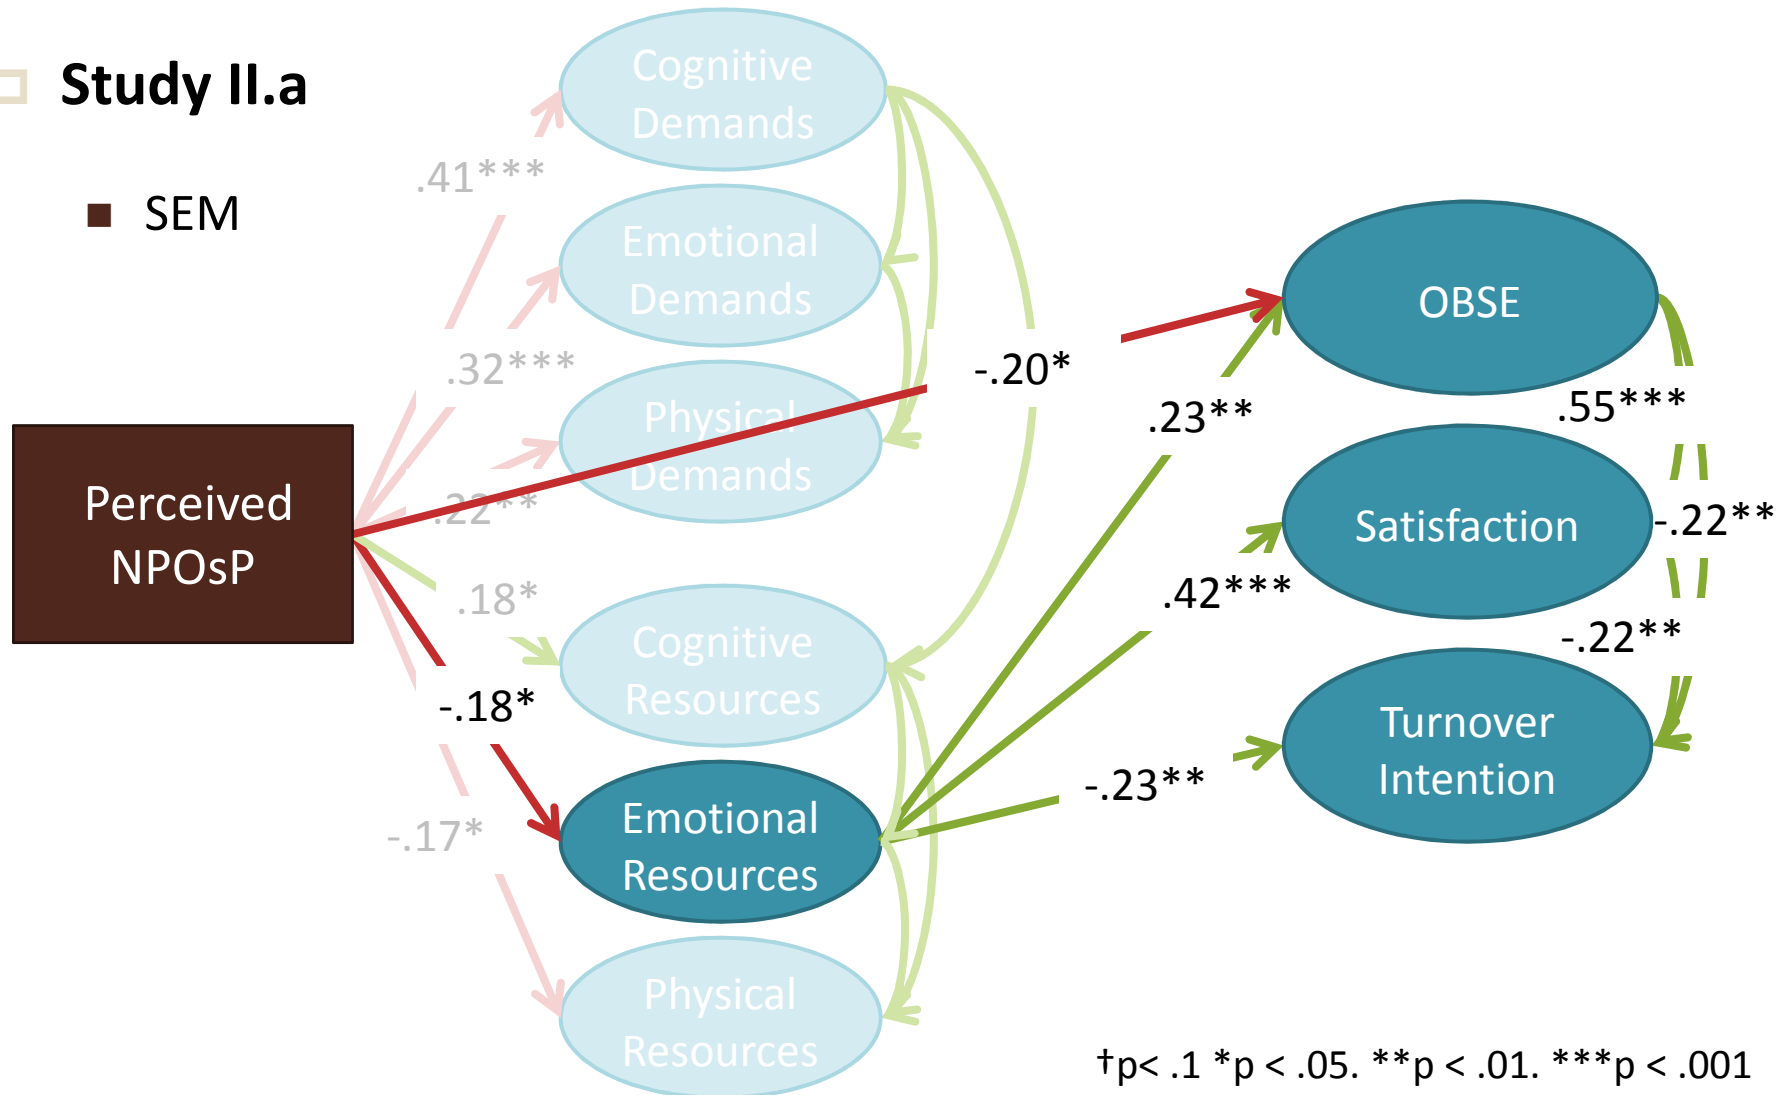 Study II.a
SEM
Cognitive
Demands
.41***
Emotional
Demands
.32***
Physical
Demands
.22**
-.20*
.23**
OBSE
.55***
Perceived
NPOsP
Satisfaction
-.22**
.42***
.18*
Cognitive
Resources
-.18*
-.22**
Turnover
Intention
-.23**
Emotional
Resources
-.17*
Physical
Resources
†p< .1 *p < .05. **p < .01. ***p < .001